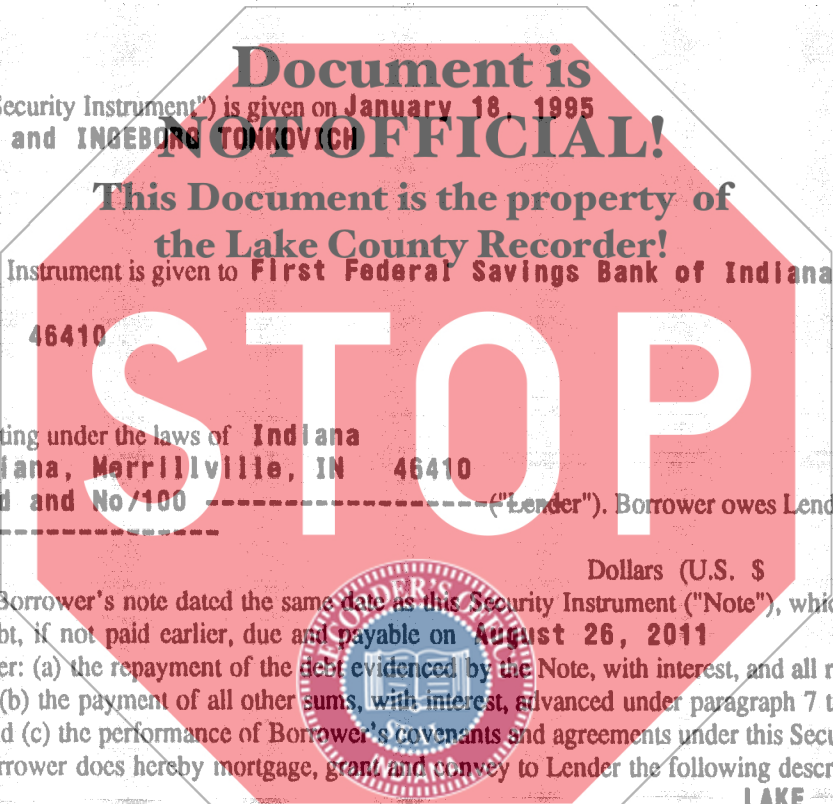 Document is
Security Instrument") is given on January 18, 1995
and INGEBORG TONKOVICH
NOT OFFICIAL!
This Document is the property of
the Lake County Recorder!
Instrument is given to First Federal Savings Bank of Indiana
46410
STOP
ting under the laws of Indiana
iana, Merrillville, IN 46410
d and No/100 --------------------- ("Lender"). Borrower owes Lend
-----------------
Dollars (U.S. $
Borrower's note dated the same date as this Security Instrument ("Note"), whic
bt, if not paid earlier, due and payable on August 26, 2011
er: (a) the repayment of the debt evidenced by the Note, with interest, and all r
(b) the payment of all other sums, with interest, advanced under paragraph 7 t
d (c) the performance of Borrower's covenants and agreements under this Secu
rrower does hereby mortgage, grant and convey to Lender the following descr
LAKE